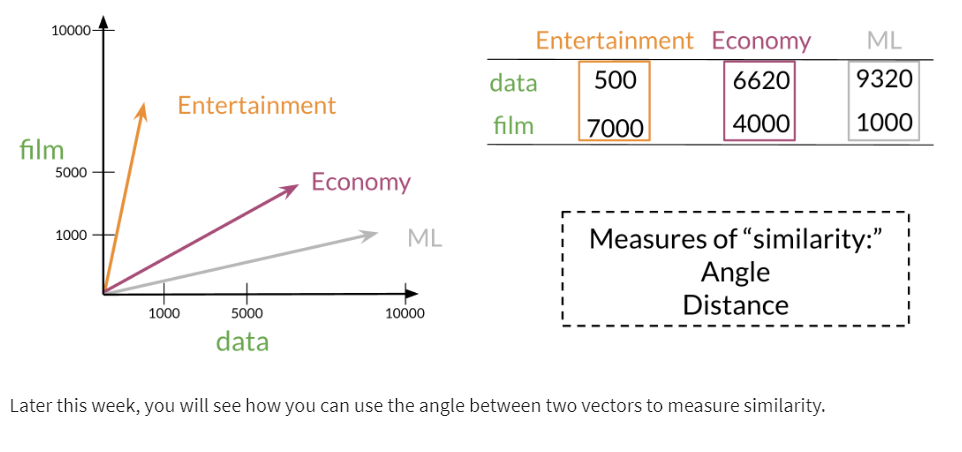 10000
Entertainment
film
5000
Economy
1000
ML
1000 5000 10000
data
Entertainment Economy ML
data 500 6620 9320
film 7000 4000 1000
Measures of “similarity:”
Angle
Distance
Later this week, you will see how you can use the angle between two vectors to measure similarity.